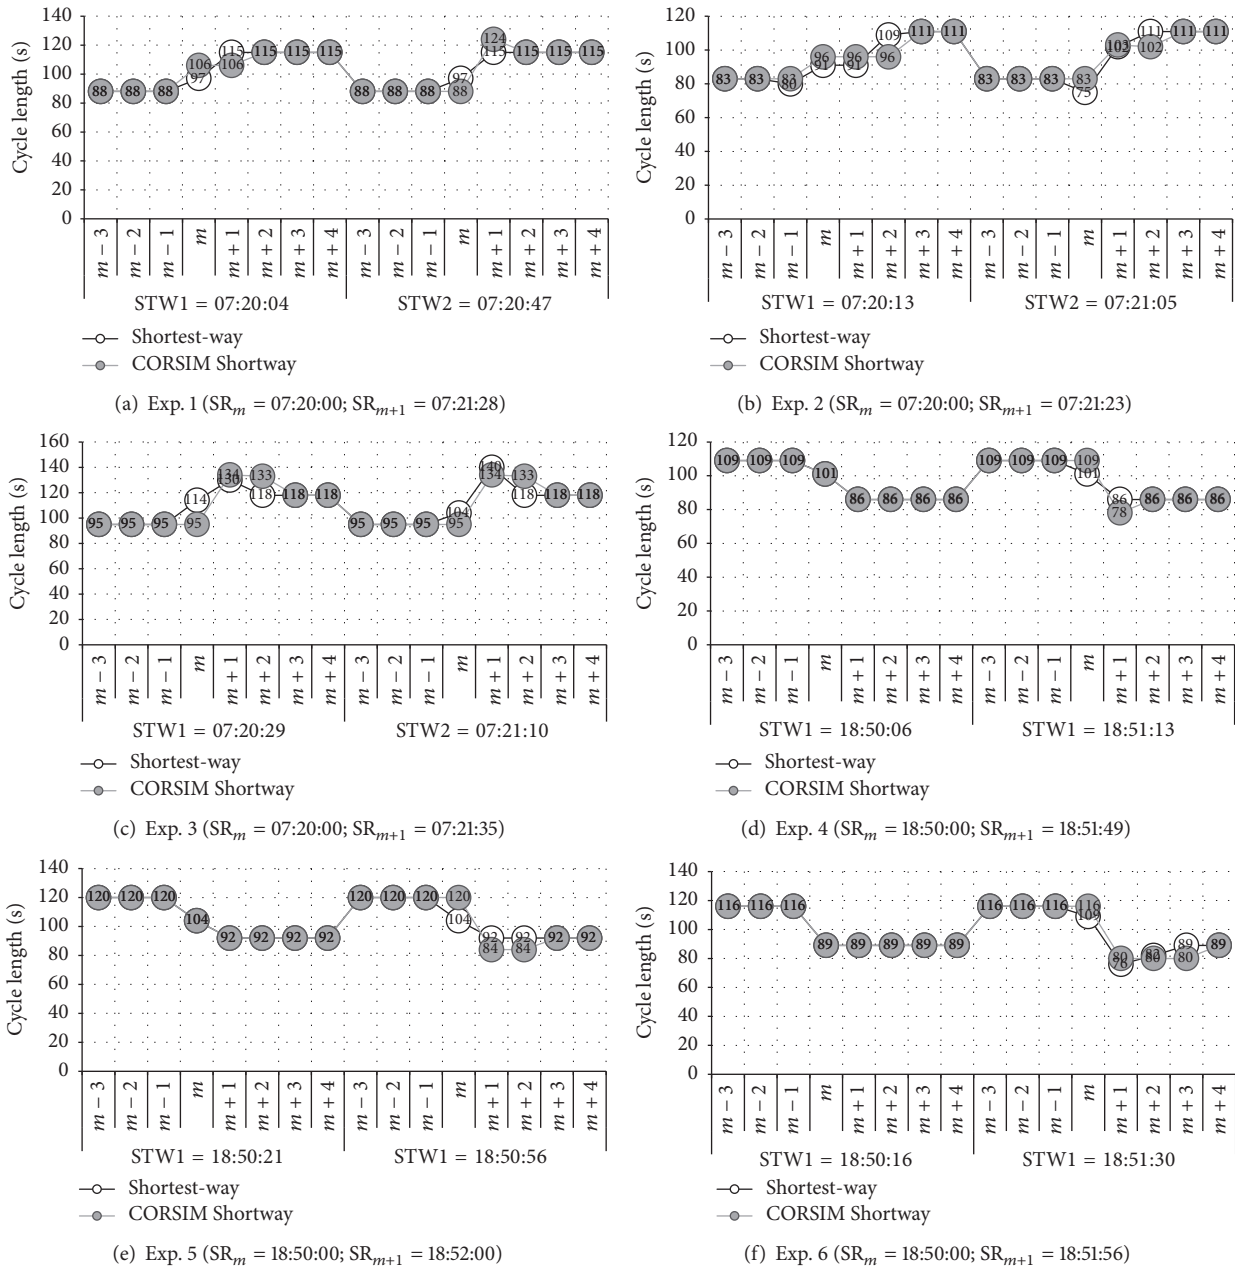 Cycle length (s)
140
120
100
80
60
40
20
0
88 88 88 97 106 115 106 115 115 115 88 88 88 97 88 124 115 115 115 115
m − 3 m − 2 m − 1 m m + 1 m + 2 m + 3 m + 4 m − 3 m − 2 m − 1 m m + 1 m + 2 m + 3 m + 4
STW1 = 07:20:04 STW2 = 07:20:47
Shortest-way
CORSIM Shortway
(a) Exp. 1 (SRm = 07:20:00; SRm+1 = 07:21:28)
Cycle length (s)
120
100
80
60
40
20
0
83 83 83 80 96 91 96 91 109 96 111 111 83 83 83 83 75 103 102 111 102 111 111
m − 3 m − 2 m − 1 m m + 1 m + 2 m + 3 m + 4 m − 3 m − 2 m − 1 m m + 1 m + 2 m + 3 m + 4
STW1 = 07:20:13 STW2 = 07:21:05
Shortest-way
CORSIM Shortway
(b) Exp. 2 (SRm = 07:20:00; SRm+1 = 07:21:23)
Cycle length (s)
160
140
120
100
80
60
40
20
0
95 95 95 114 95 134 130 133 118 118 118 95 95 95 104 95 140 134 133 118 118 118
m − 3 m − 2 m − 1 m m + 1 m + 2 m + 3 m + 4 m − 3 m − 2 m − 1 m m + 1 m + 2 m + 3 m + 4
STW1 = 07:20:29 STW2 = 07:21:10
Shortest-way
CORSIM Shortway
(c) Exp. 3 (SRm = 07:20:00; SRm+1 = 07:21:35)
Cycle length (s)
120
100
80
60
40
20
0
109 109 109 101 86 86 86 86 109 109 109 109 101 86 78 86 86 86
m − 3 m − 2 m − 1 m m + 1 m + 2 m + 3 m + 4 m − 3 m − 2 m − 1 m m + 1 m + 2 m + 3 m + 4
STW1 = 18:50:06 STW1 = 18:51:13
Shortest-way
CORSIM Shortway
(d) Exp. 4 (SRm = 18:50:00; SRm+1 = 18:51:49)
Cycle length (s)
140
120
100
80
60
40
20
0
120 120 120 104 92 92 92 92 120 120 120 120 104 92 84 92 84 92 92
m − 3 m − 2 m − 1 m m + 1 m + 2 m + 3 m + 4 m − 3 m − 2 m − 1 m m + 1 m + 2 m + 3 m + 4
STW1 = 18:50:21 STW1 = 18:50:56
Shortest-way
CORSIM Shortway
(e) Exp. 5 (SRm = 18:50:00; SRm+1 = 18:52:00)
Cycle length (s)
140
120
100
80
60
40
20
0
116 116 116 89 89 89 89 89 116 116 116 116 109 80 76 80 89 80 89
m − 3 m − 2 m − 1 m m + 1 m + 2 m + 3 m + 4 m − 3 m − 2 m − 1 m m + 1 m + 2 m + 3 m + 4
STW1 = 18:50:16 STW1 = 18:51:30
Shortest-way
CORSIM Shortway
(f) Exp. 6 (SRm = 18:50:00; SRm+1 = 18:51:56)